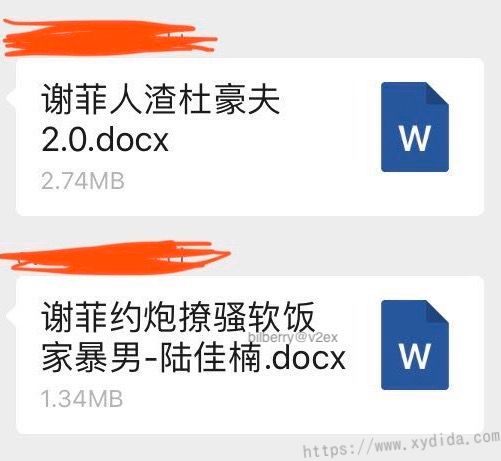 谢菲人渣杜豪夫
2.0.docx
2.74MB
W
谢菲约炮撩骚软饭
bilberry@v2ex
家暴男-陆佳楠.docx
1.34MB
W
https://www.xydida.com